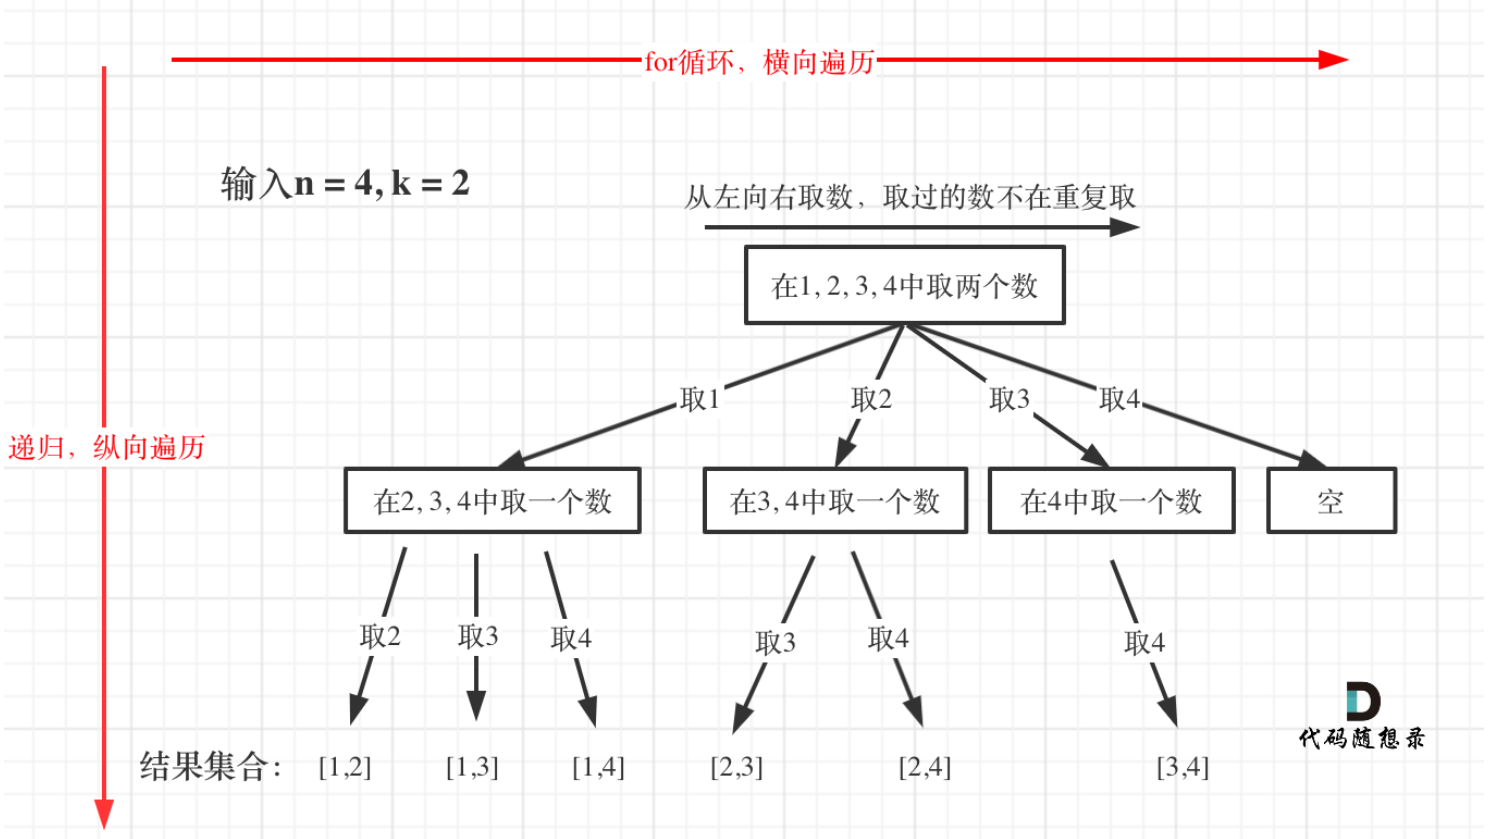 for循环，横向遍历
输入n = 4, k = 2
从左向右取数，取过的数不在重复取
在1, 2, 3, 4中取两个数
取1
取2
取3
取4
递归，纵向遍历
在2, 3, 4中取一个数
在3, 4中取一个数
在4中取一个数
空
取2
取3
取4
取3
取4
取4
结果集合：
[1,2]
[1,3]
[1,4]
[2,3]
[2,4]
[3,4]
代码随想录